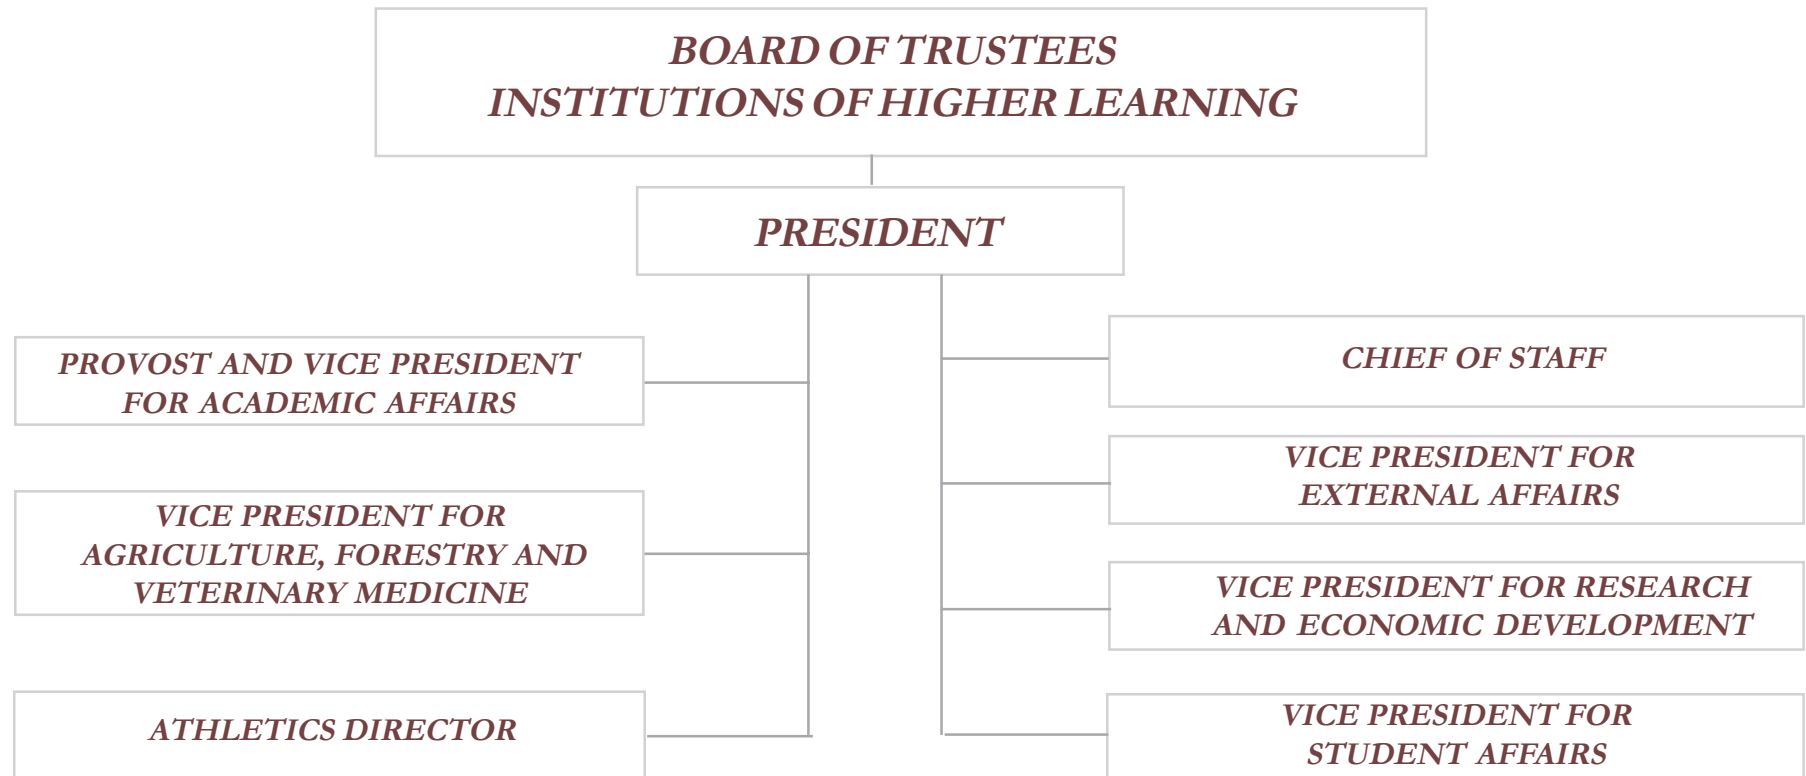 BOARD OF TRUSTEES
INSTITUTIONS OF HIGHER LEARNING
PRESIDENT
PROVOST AND VICE PRESIDENT
FOR ACADEMIC AFFAIRS
VICE PRESIDENT FOR
AGRICULTURE, FORESTRY AND
VETERINARY MEDICINE
ATHLETICS DIRECTOR
CHIEF OF STAFF
VICE PRESIDENT FOR
EXTERNAL AFFAIRS
VICE PRESIDENT FOR RESEARCH
AND ECONOMIC DEVELOPMENT
VICE PRESIDENT FOR
STUDENT AFFAIRS